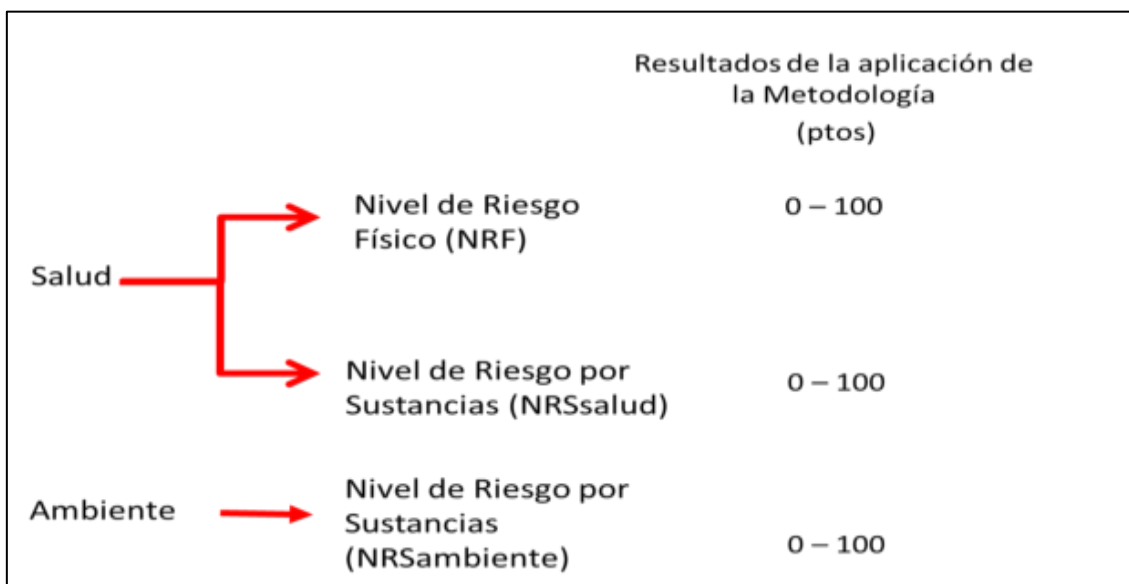 Resultados de la aplicación de
la Metodología
(ptos)
Salud
Nivel de Riesgo
Físico (NRF)
0 – 100
Nivel de Riesgo por
Sustancias (NRSsalud)
0 – 100
Ambiente
Nivel de Riesgo por
Sustancias
(NRSambiente)
0 – 100